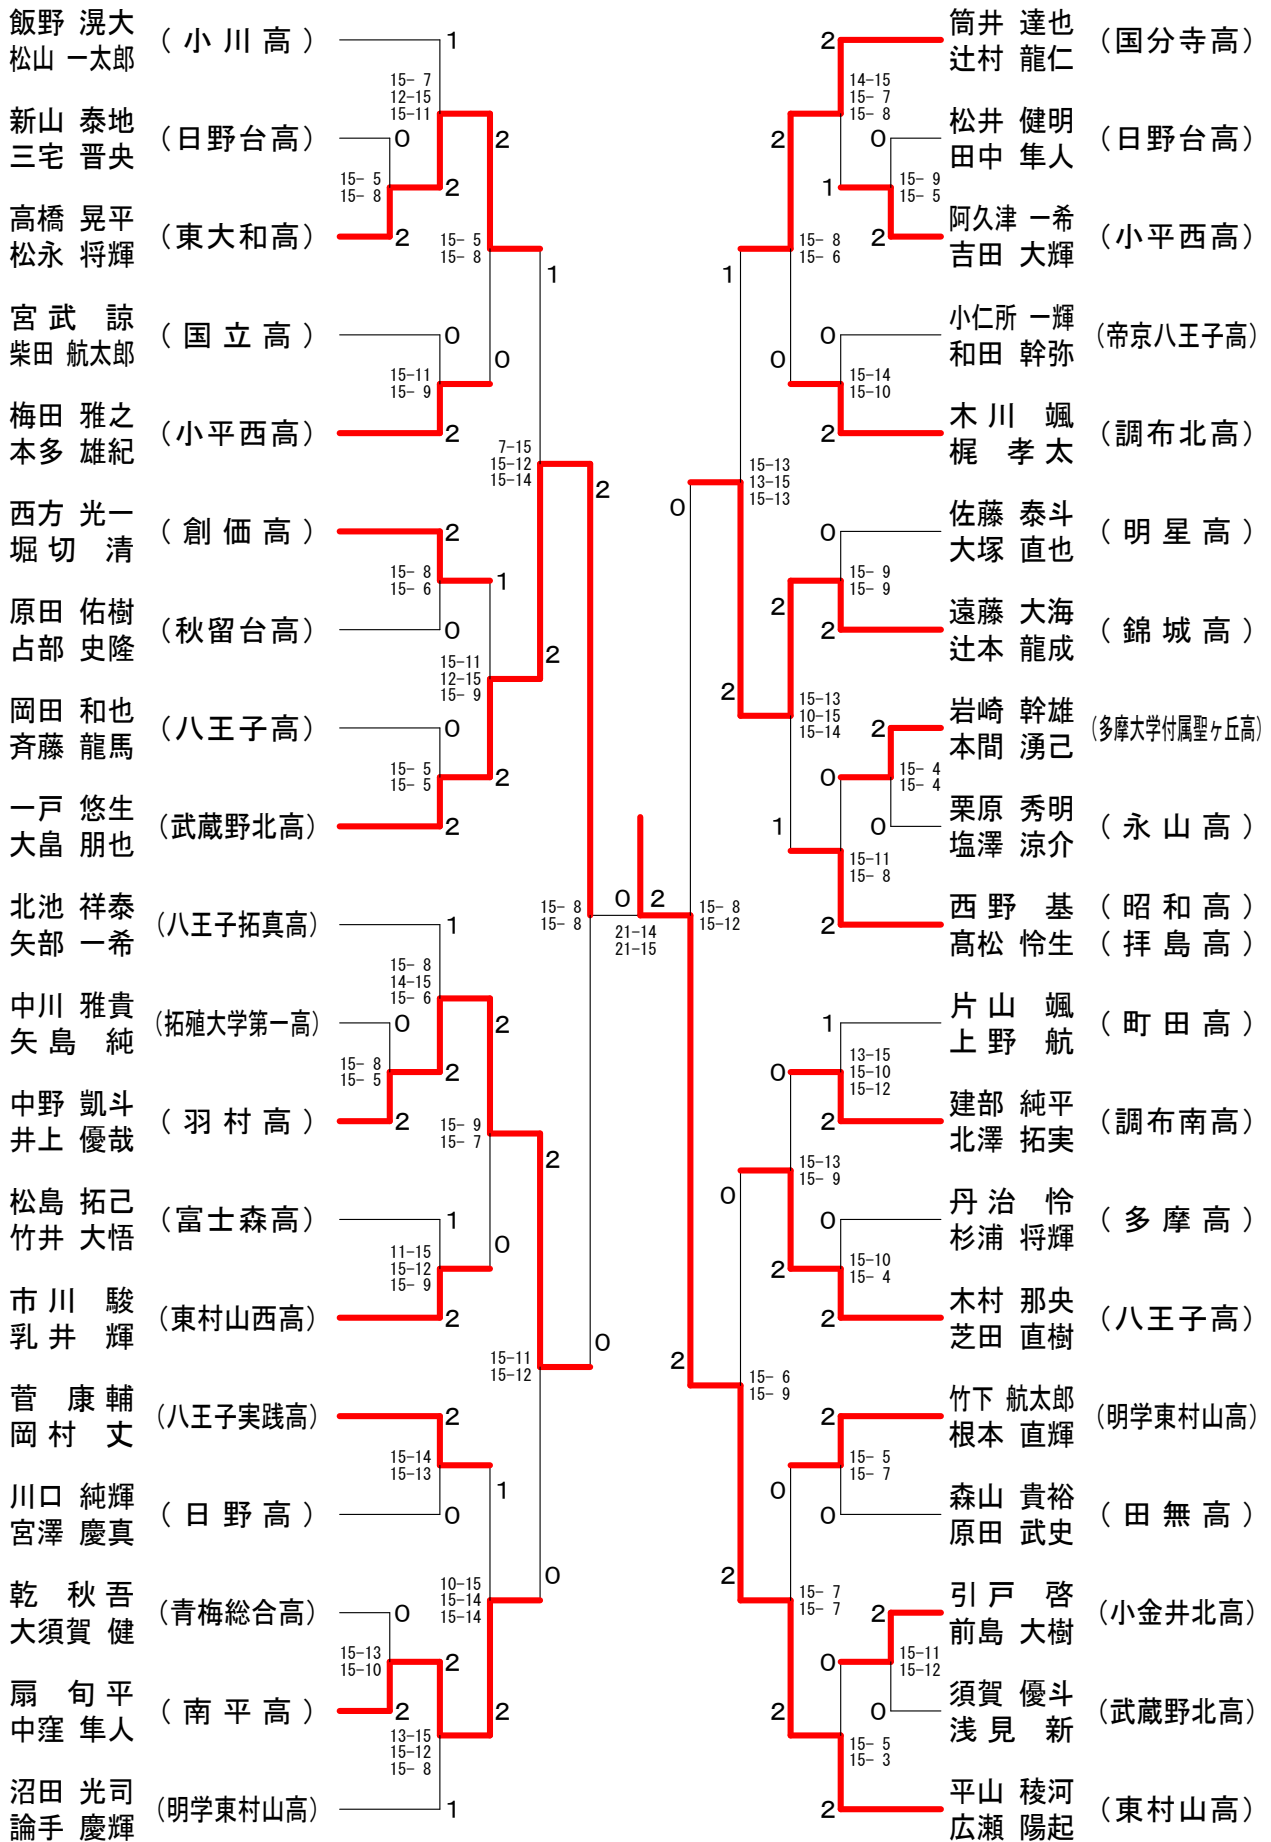 飯野 滉大
松山 一太郎
（小川高）
1
15- 7
12-15
15-11
新山 泰地
三宅 晋央
（日野台高）
0
2
15- 5
15- 8
2
高橋 晃平
松永 将輝
（東大和高）
2
15- 5
15- 8
1
宮武 諒
柴田 航太郎
（国立高）
0
0
15-11
15- 9
梅田 雅之
本多 雄紀
（小平西高）
2
7-15
15-12
15-14
2
西方 光一
堀切 清
（創価高）
2
15- 8
15- 6
1
原田 佑樹
占部 史隆
（秋留台高）
0
2
15-11
12-15
15- 9
岡田 和也
斉藤 龍馬
（八王子高）
0
15- 5
15- 5
2
一戸 悠生
大畠 朋也
（武蔵野北高）
2
北池 祥泰
矢部 一希
（八王子拓真高）
1
15- 8
15- 8
15- 8
14-15
15- 6
中川 雅貴
矢島 純
（拓殖大学第一高）
0
2
15- 8
15- 5
2
中野 凱斗
井上 優哉
（羽村高）
2
15- 9
15- 7
2
松島 拓己
竹井 大悟
（富士森高）
1
0
11-15
15-12
15- 9
市川 駿
乳井 輝
（東村山西高）
2
0
15-11
15-12
菅 康輔
岡村 丈
（八王子実践高）
2
15-14
15-13
1
川口 純輝
宮澤 慶真
（日野高）
0
0
10-15
15-14
15-14
乾 秋吾
大須賀 健
（青梅総合高）
0
15-13
15-10
2
扇 旬平
中窪 隼人
（南平高）
2
2
13-15
15-12
15- 8
沼田 光司
論手 慶輝
（明学東村山高）
1
0 2
21-14
21-15
2
筒井 達也
辻村 龍仁
（国分寺高）
14-15
15- 7
15- 8
2
0
松井 健明
田中 隼人
（日野台高）
1
15- 9
15- 5
2
阿久津 一希
吉田 大輝
（小平西高）
1
15- 8
15- 6
0
小仁所 一輝
和田 幹弥
（帝京八王子高）
0
15-14
15-10
2
木川 颯
梶 孝太
（調布北高）
0
15-13
13-15
15-13
0
佐藤 泰斗
大塚 直也
（明星高）
15- 9
15- 9
2
2
遠藤 大海
辻本 龍成
（錦城高）
2
15-13
10-15
15-14
2
岩崎 幹雄
本間 湧己
（多摩大学付属聖ヶ丘高）
0
15- 4
15- 4
1
0
栗原 秀明
塩澤 涼介
（永山高）
15-11
15- 8
2
西野 基
髙松 怜生
（昭和高）
（拝島高）
15- 8
15-12
1
片山 颯
上野 航
（町田高）
0
13-15
15-10
15-12
2
建部 純平
北澤 拓実
（調布南高）
0
15-13
15- 9
0
丹治 怜
杉浦 将輝
（多摩高）
2
15-10
15- 4
2
木村 那央
芝田 直樹
（八王子高）
2
15- 6
15- 9
2
竹下 航太郎
根本 直輝
（明学東村山高）
15- 5
15- 7
0
0
森山 貴裕
原田 武史
（田無高）
2
15- 7
15- 7
2
引戸 啓
前島 大樹
（小金井北高）
0
15-11
15-12
2
0
須賀 優斗
浅見 新
（武蔵野北高）
15- 5
15- 3
2
平山 稜河
広瀬 陽起
（東村山高）